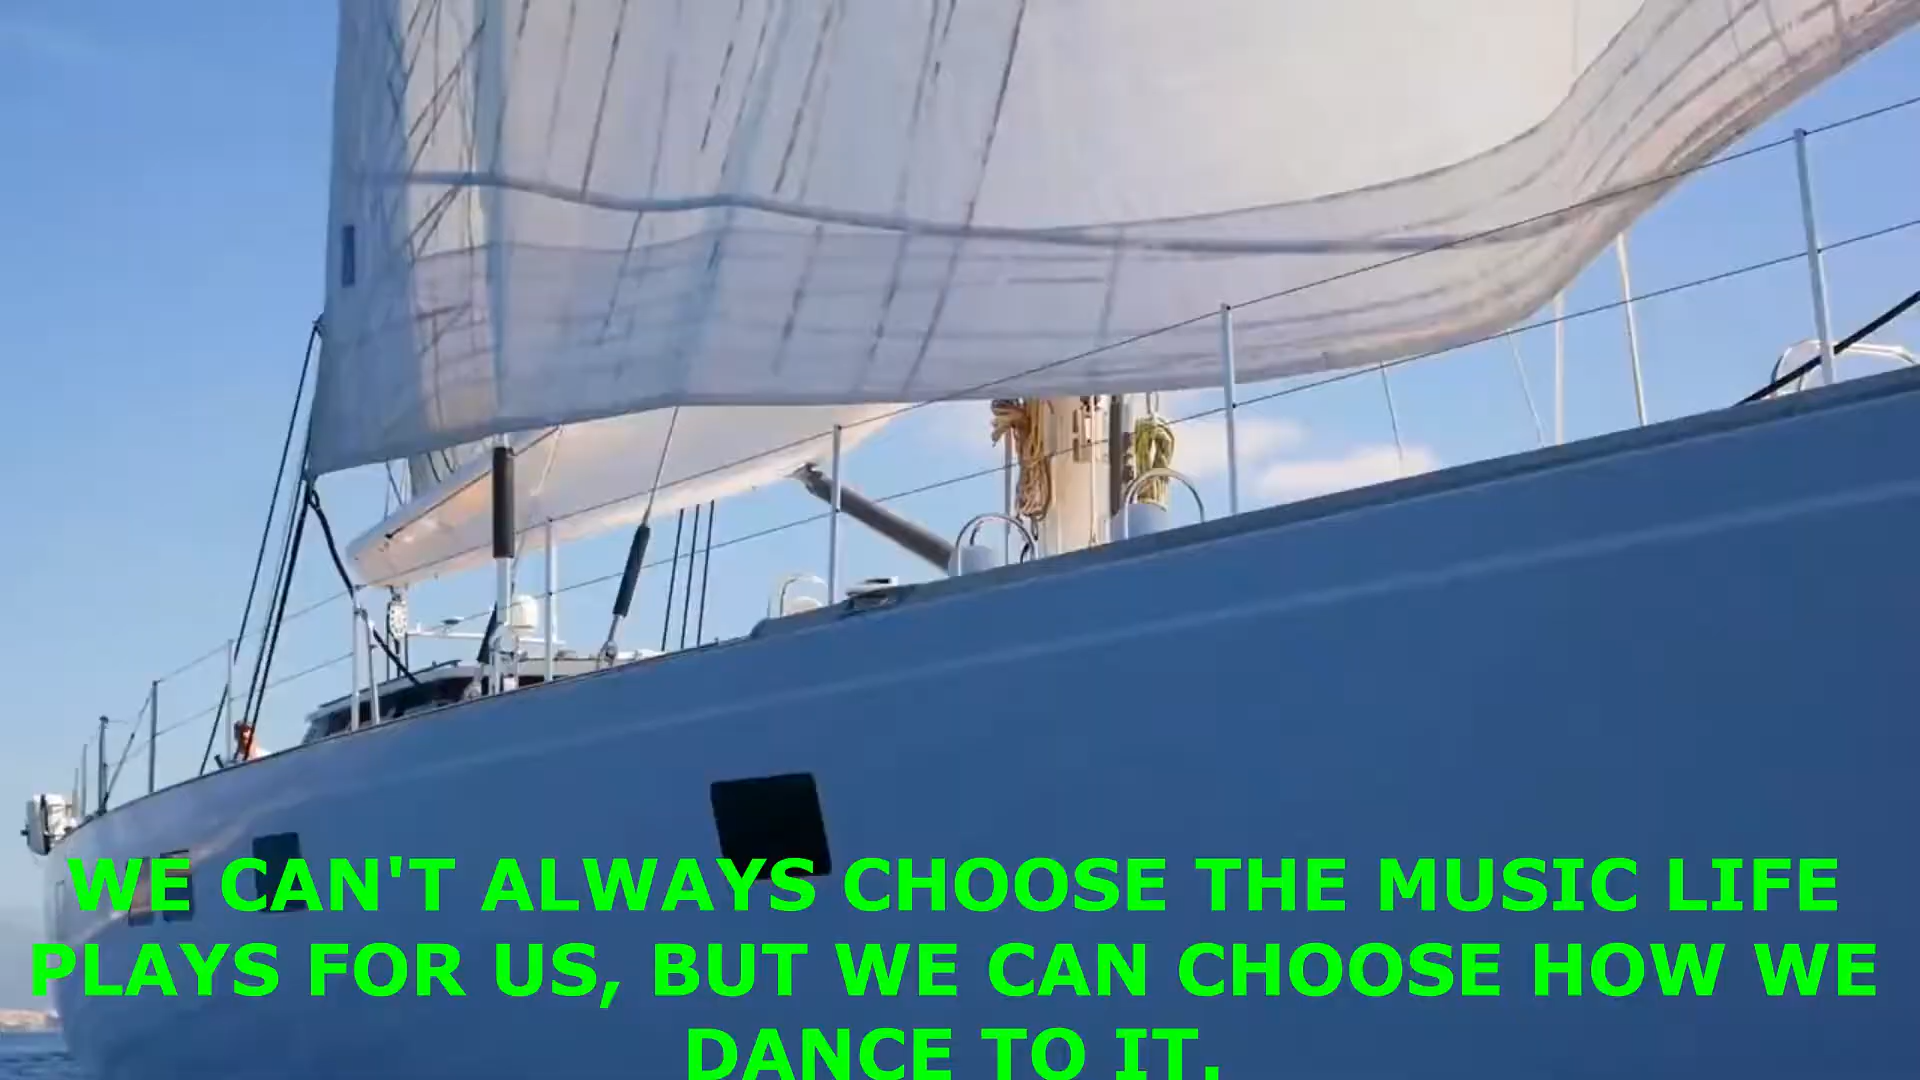 WE CAN'T ALWAYS CHOOSE THE MUSIC LIFE
PLAYS FOR US, BUT WE CAN CHOOSE HOW WE
DANCE TO IT.